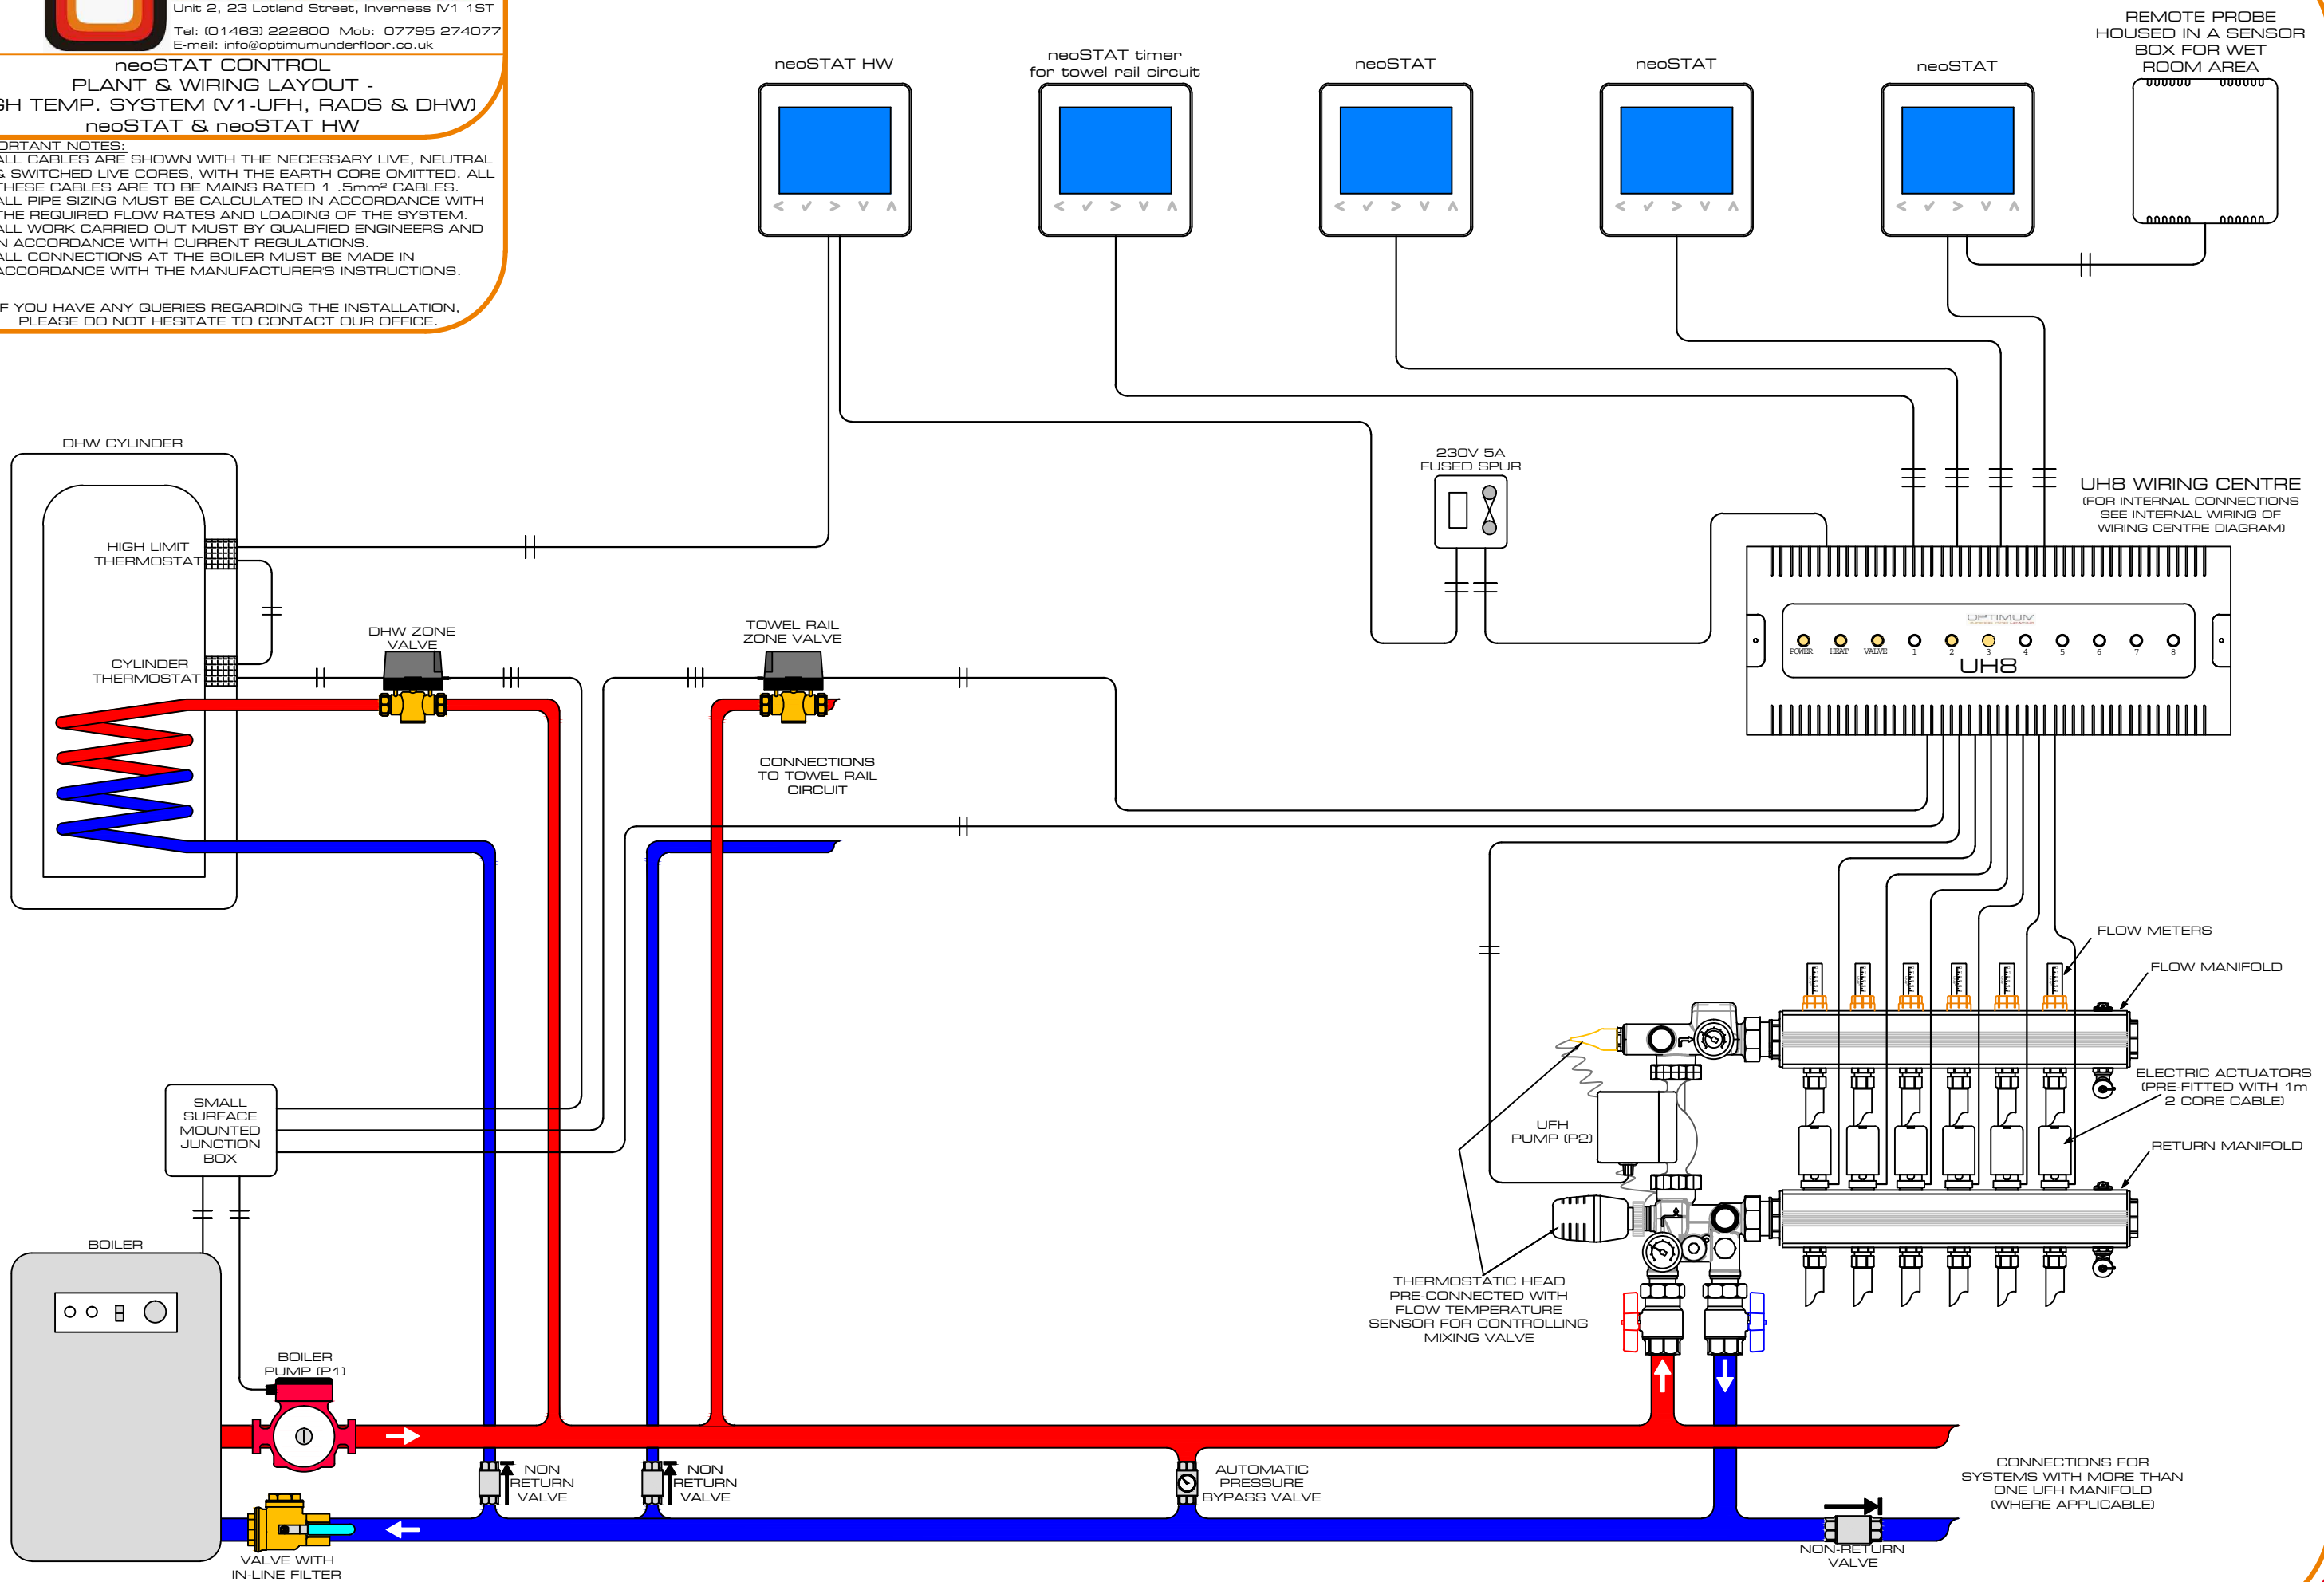 Unit 2, 23 Lotland Street, Inverness IV1 1ST
Tel: (01463) 222800 Mob: 07795 274077
E-mail: info@optimumunderfloor.co.uk
neoSTAT CONTROL
PLANT & WIRING LAYOUT -
GH TEMP. SYSTEM (V1-UFH, RADS & DHW)
neoSTAT & neoSTAT HW
ORTANT NOTES:
ALL CABLES ARE SHOWN WITH THE NECESSARY LIVE, NEUTRAL
& SWITCHED LIVE CORES, WITH THE EARTH CORE OMITTED. ALL
THESE CABLES ARE TO BE MAINS RATED 1 .5mm² CABLES.
ALL PIPE SIZING MUST BE CALCULATED IN ACCORDANCE WITH
THE REQUIRED FLOW RATES AND LOADING OF THE SYSTEM.
ALL WORK CARRIED OUT MUST BY QUALIFIED ENGINEERS AND
IN ACCORDANCE WITH CURRENT REGULATIONS.
ALL CONNECTIONS AT THE BOILER MUST BE MADE IN
ACCORDANCE WITH THE MANUFACTURER'S INSTRUCTIONS.
IF YOU HAVE ANY QUERIES REGARDING THE INSTALLATION,
PLEASE DO NOT HESITATE TO CONTACT OUR OFFICE.
neoSTAT HW
neoSTAT timer
for towel rail circuit
neoSTAT
neoSTAT
neoSTAT
REMOTE PROBE
HOUSED IN A SENSOR
BOX FOR WET
ROOM AREA
DHW CYLINDER
HIGH LIMIT
THERMOSTAT
CYLINDER
THERMOSTAT
DHW ZONE
VALVE
TOWEL RAIL
ZONE VALVE
CONNECTIONS
TO TOWEL RAIL
CIRCUIT
230V 5A
FUSED SPUR
UH8 WIRING CENTRE
(FOR INTERNAL CONNECTIONS
SEE INTERNAL WIRING OF
WIRING CENTRE DIAGRAM)
OPTIMUM
POWER HEAT VALVE 1 2 3 4 5 6 7 8
UH8
FLOW METERS
FLOW MANIFOLD
ELECTRIC ACTUATORS
(PRE-FITTED WITH 1m
2 CORE CABLE)
RETURN MANIFOLD
UFH
PUMP (P2)
THERMOSTATIC HEAD
PRE-CONNECTED WITH
FLOW TEMPERATURE
SENSOR FOR CONTROLLING
MIXING VALVE
SMALL
SURFACE
MOUNTED
JUNCTION
BOX
BOILER
BOILER
PUMP (P1)
NON
RETURN
VALVE
NON
RETURN
VALVE
AUTOMATIC
PRESSURE
BYPASS VALVE
CONNECTIONS FOR
SYSTEMS WITH MORE THAN
ONE UFH MANIFOLD
(WHERE APPLICABLE)
NON-RETURN
VALVE
VALVE WITH
IN-LINE FILTER